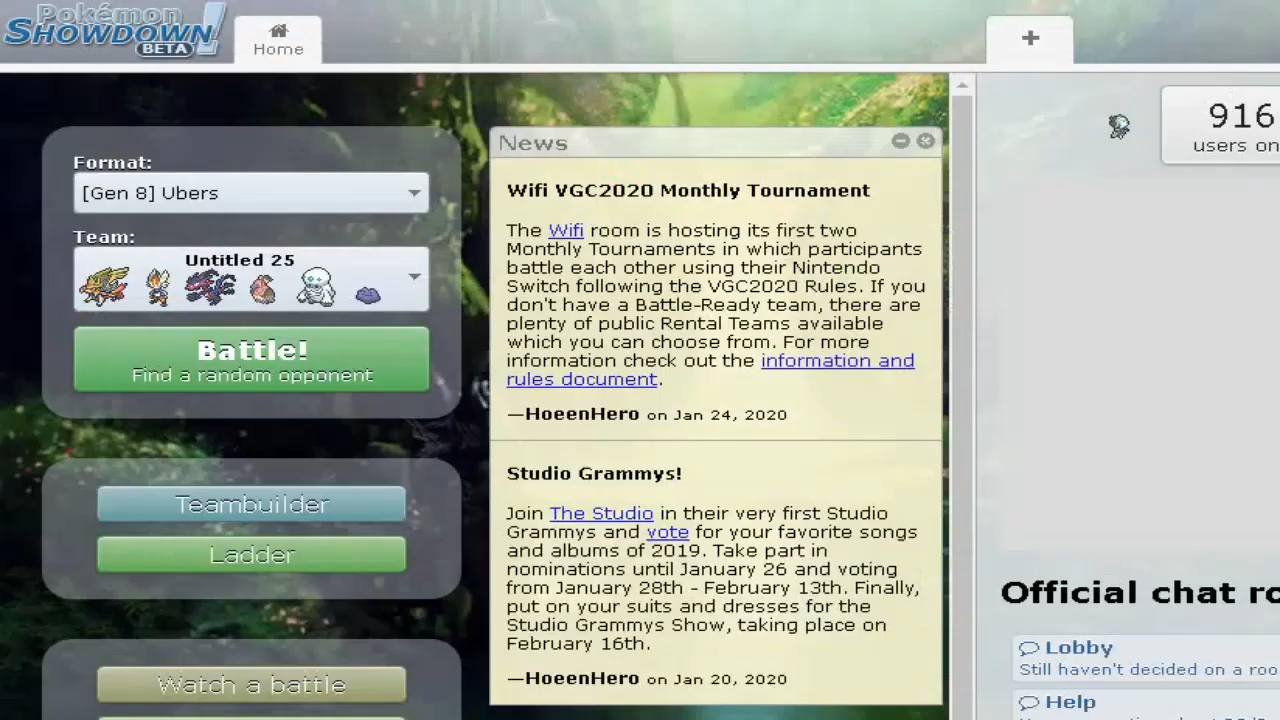 Pokémon
SHOWDOWN!
BETA
Home
+
Format:
[Gen 8] Ubers
Team:
Untitled 25
Battle!
Find a random opponent
Teambuilder
Ladder
Watch a battle
News
Wifi VGC2020 Monthly Tournament
The Wifi room is hosting its first two
Monthly Tournaments in which participants
battle each other using their Nintendo
Switch following the VGC2020 Rules. If you
don't have a Battle-Ready team, there are
plenty of public Rental Teams available
which you can choose from. For more
information check out the information and
rules document.
—HoeenHero on Jan 24, 2020
Studio Grammys!
Join The Studio in their very first Studio
Grammys and vote for your favorite songs
and albums of 2019. Take part in
nominations until January 26 and voting
from January 28th - February 13th. Finally,
put on your suits and dresses for the
Studio Grammys Show, taking place on
February 16th.
—HoeenHero on Jan 20, 2020
916
users on
Official chat ro
Lobby
Still haven't decided on a roo
Help